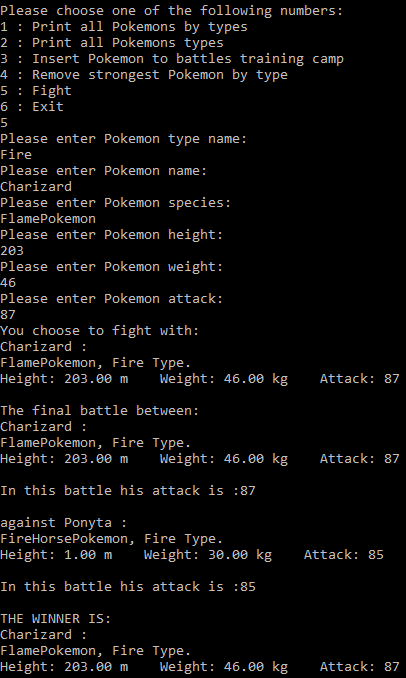 Please choose one of the following numbers:
1 : Print all Pokemons by types
2 : Print all Pokemons types
3 : Insert Pokemon to battles training camp
4 : Remove strongest Pokemon by type
5 : Fight
6 : Exit
5
Please enter Pokemon type name:
Fire
Please enter Pokemon name:
Charizard
Please enter Pokemon species:
FlamePokemon
Please enter Pokemon height:
203
Please enter Pokemon weight:
46
Please enter Pokemon attack:
87
You choose to fight with:
Charizard :
FlamePokemon, Fire Type.
Height: 203.00 m    Weight: 46.00 kg    Attack: 87
The final battle between:
Charizard :
FlamePokemon, Fire Type.
Height: 203.00 m    Weight: 46.00 kg    Attack: 87
In this battle his attack is :87
against Ponyta :
FireHorsePokemon, Fire Type.
Height: 1.00 m    Weight: 30.00 kg    Attack: 85
In this battle his attack is :85
THE WINNER IS:
Charizard :
FlamePokemon, Fire Type.
Height: 203.00 m    Weight: 46.00 kg    Attack: 87